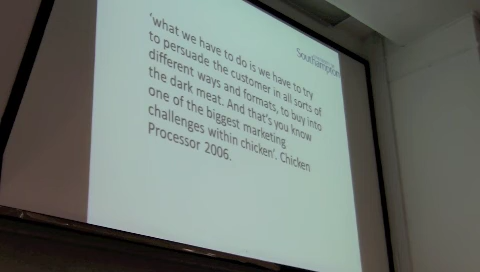 Southampton
'what we have to do is we have to try
to persuade the customer in all sorts of
different ways and formats, to buy into
the dark meat. And that's you know
one of the biggest marketing
challenges within chicken'. Chicken
Processor 2006.